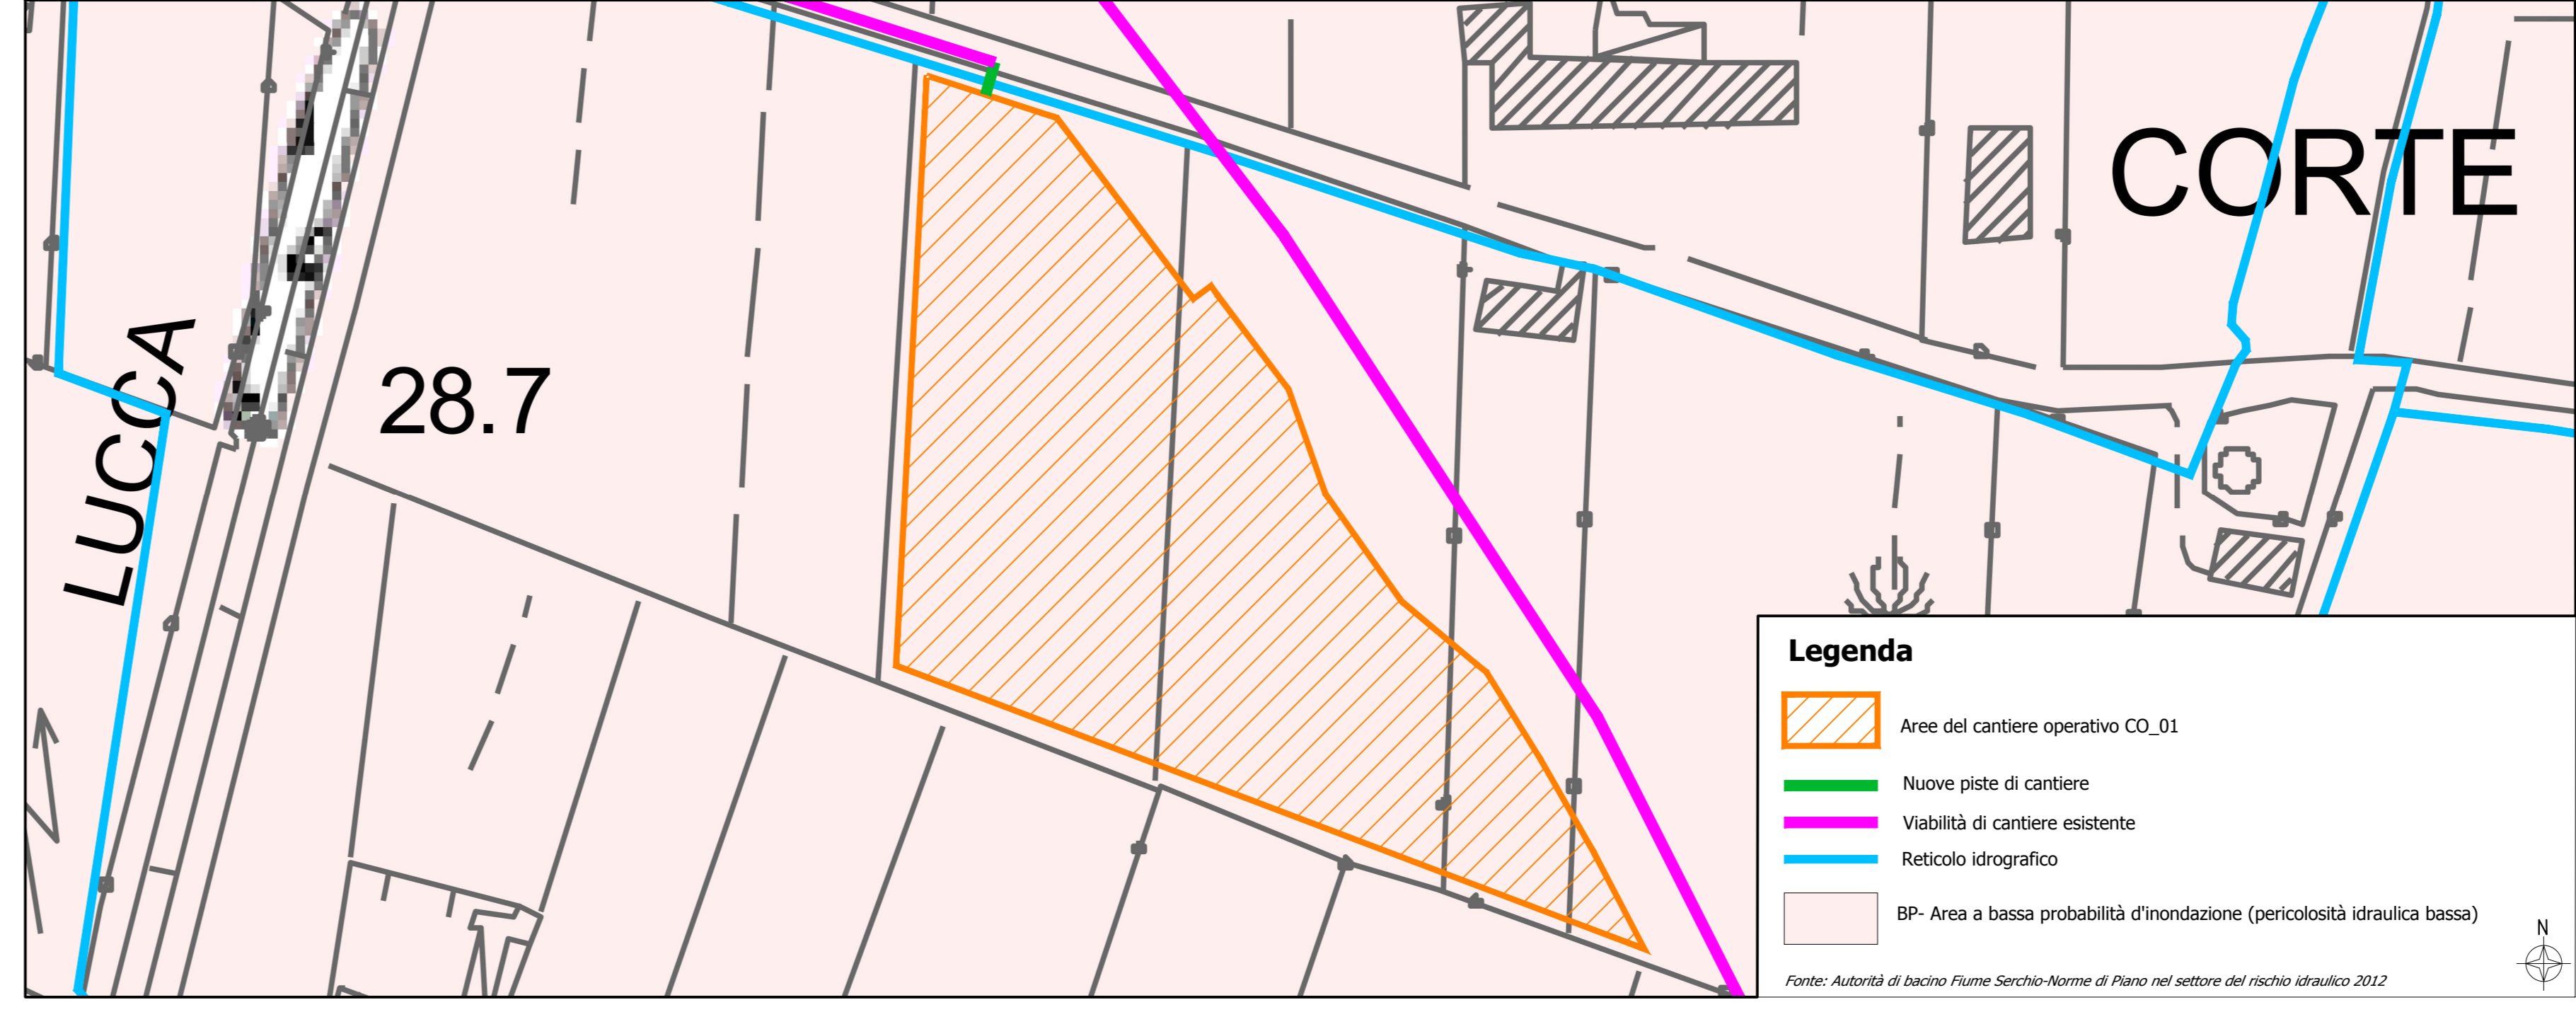 CORTE
LUCCA
28.7
Legenda
Aree del cantiere operativo CO_01
Nuove piste di cantiere
Viabilità di cantiere esistente
Reticolo idrografico
BP- Area a bassa probabilità d'inondazione (pericolosità idraulica bassa)
N
Fonte: Autorità di bacino Fiume Serchio-Norme di Piano nel settore del rischio idraulico 2012